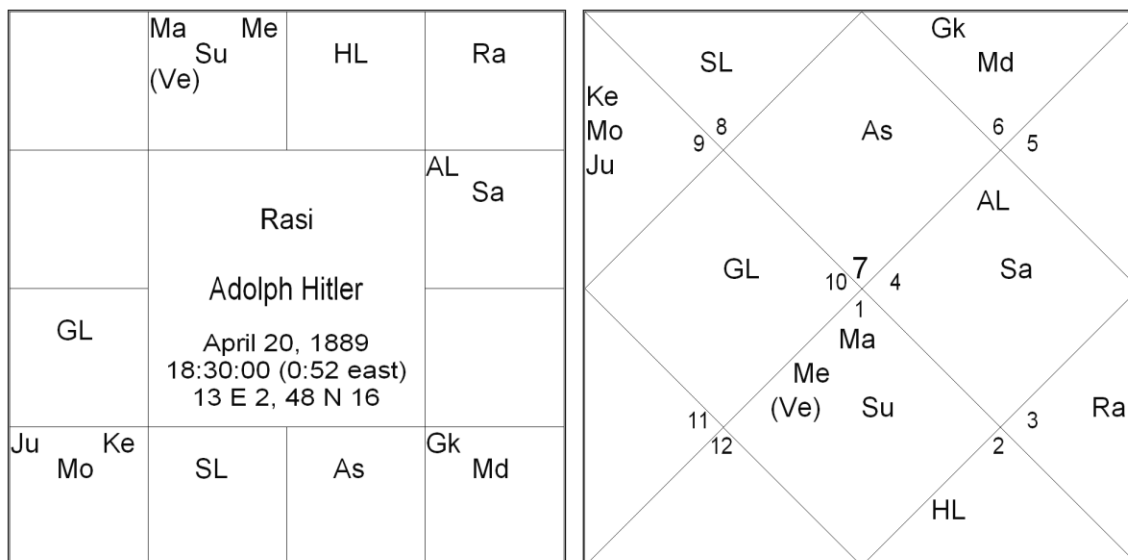 Ma Me
Su
(Ve)
HL
Ra
AL
Sa
Rasi
Adolph Hitler
April 20, 1889
18:30:00 (0:52 east)
13 E 2, 48 N 16
GL
Ju Ke
Mo
SL
As
Gk
Md
Gk
SL
Md
Ke
Mo
Ju
As
8
6
9
5
AL
GL
Sa
10 7 4
1
Ma
Me
(Ve) Su
Ra
11
3
12
2
HL